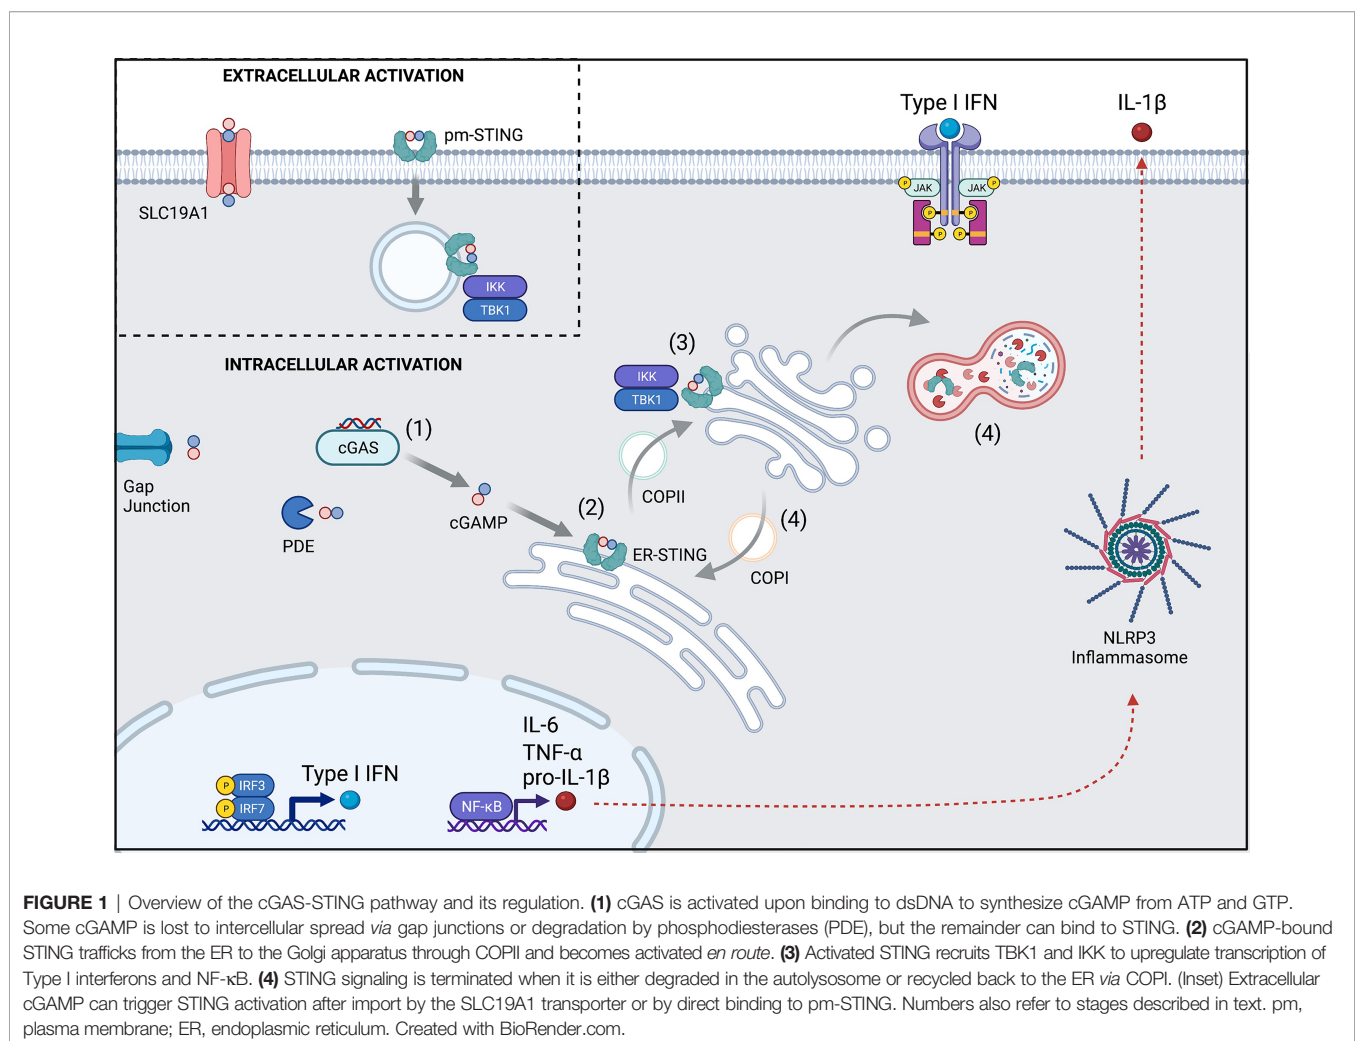 EXTRACELLULAR ACTIVATION
pm-STING
SLC19A1
IKK
TBK1
Type I IFN
IL-1β
P
JAK
JAK
P
P
P
P
P
INTRACELLULAR ACTIVATION
(1)
cGAS
Gap
Junction
PDE
cGAMP
(2)
ER-STING
(3)
IKK
TBK1
COPII
(4)
COPI
(4)
NLRP3
Inflammasome
P
IRF3
P
IRF7
Type I IFN
IL-6
TNF-α
pro-IL-1β
NF-κB
FIGURE 1 | Overview of the cGAS-STING pathway and its regulation. (1) cGAS is activated upon binding to dsDNA to synthesize cGAMP from ATP and GTP.
Some cGAMP is lost to intercellular spread via gap junctions or degradation by phosphodiesterases (PDE), but the remainder can bind to STING. (2) cGAMP-bound
STING trafficks from the ER to the Golgi apparatus through COPII and becomes activated en route. (3) Activated STING recruits TBK1 and IKK to upregulate transcription of
Type I interferons and NF-κB. (4) STING signaling is terminated when it is either degraded in the autolysosome or recycled back to the ER via COPI. (Inset) Extracellular
cGAMP can trigger STING activation after import by the SLC19A1 transporter or by direct binding to pm-STING. Numbers also refer to stages described in text. pm,
plasma membrane; ER, endoplasmic reticulum. Created with BioRender.com.